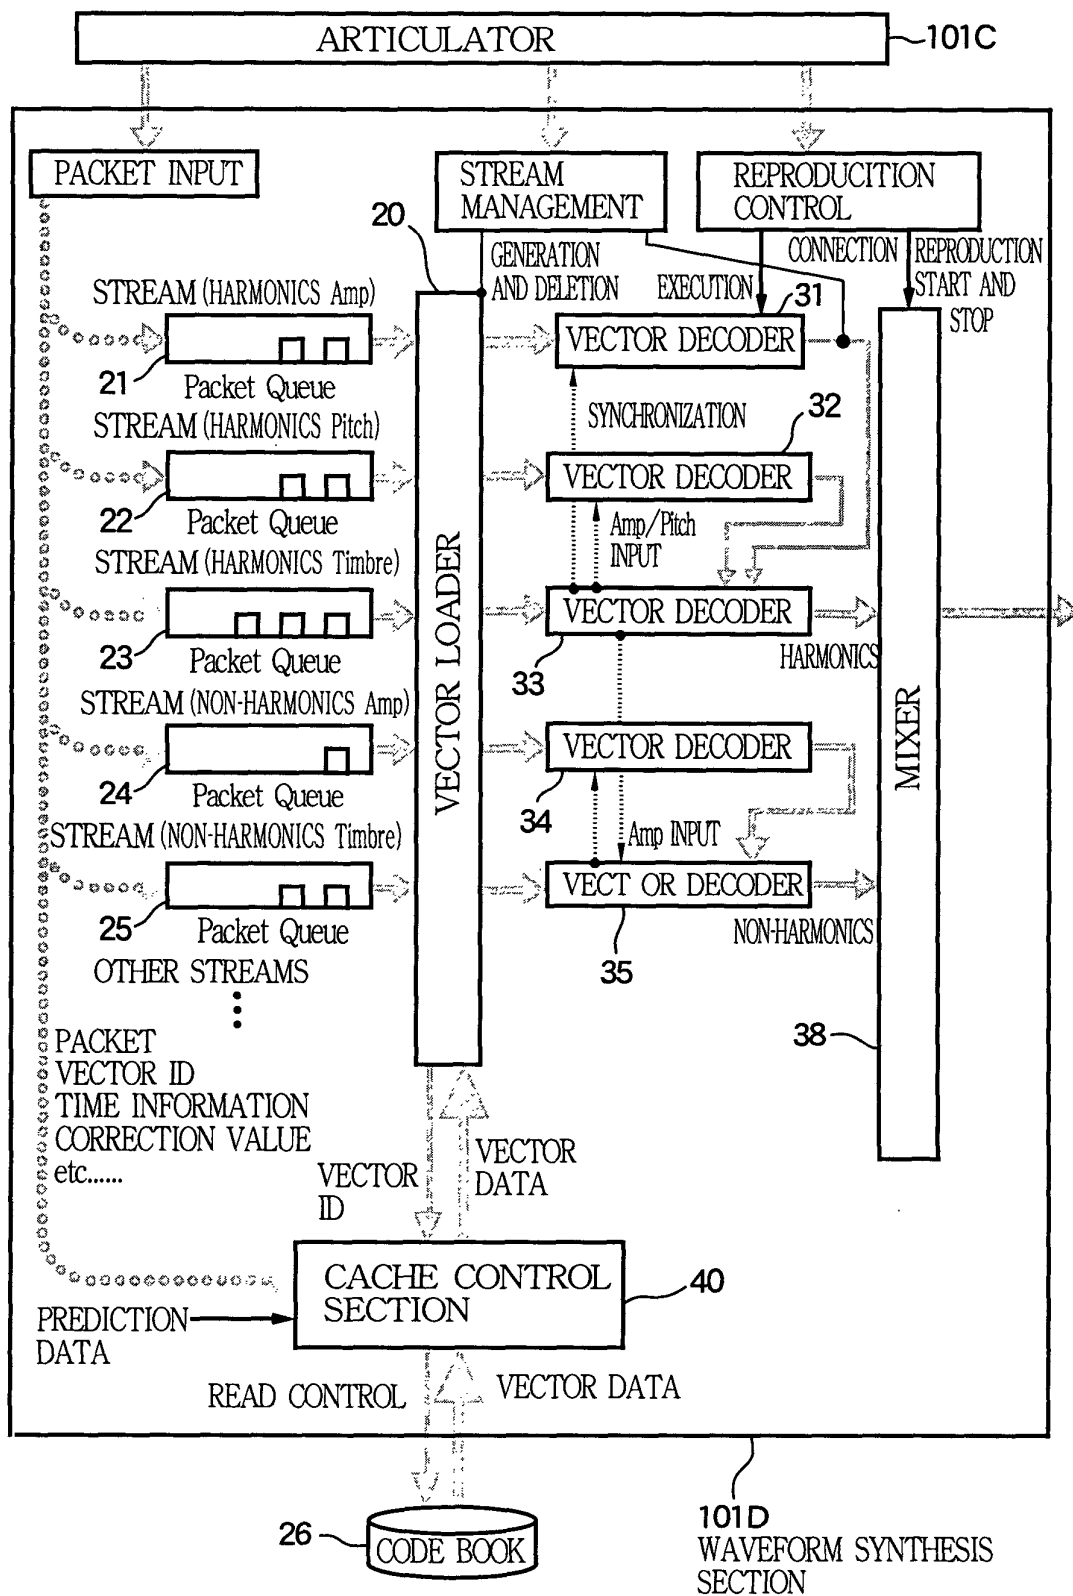 ARTICULATOR
101C
PACKET INPUT
STREAM
MANAGEMENT
REPRODUCITION
CONTROL
20
GENERATION
AND DELETION
EXECUTION
CONNECTION
REPRODUCTION
START AND
STOP
STREAM (HARMONICS Amp)
21
Packet Queue
31
VECTOR DECODER
SYNCHRONIZATION
STREAM (HARMONICS Pitch)
22
Packet Queue
32
VECTOR DECODER
Amp/Pitch
INPUT
STREAM (HARMONICS Timbre)
23
Packet Queue
VECTOR LOADER
VECTOR DECODER
33
HARMONICS
MIXER
STREAM (NON-HARMONICS Amp)
24
Packet Queue
VECTOR DECODER
34
Amp INPUT
STREAM (NON-HARMONICS Timbre)
25
Packet Queue
VECT OR DECODER
35
NON-HARMONICS
OTHER STREAMS
38
PACKET
VECTOR ID
TIME INFORMATION
CORRECTION VALUE
etc......
VECTOR
ID
VECTOR
DATA
CACHE CONTROL
SECTION
40
PREDICTION
DATA
READ CONTROL
VECTOR DATA
26
CODE BOOK
101D
WAVEFORM SYNTHESIS
SECTION